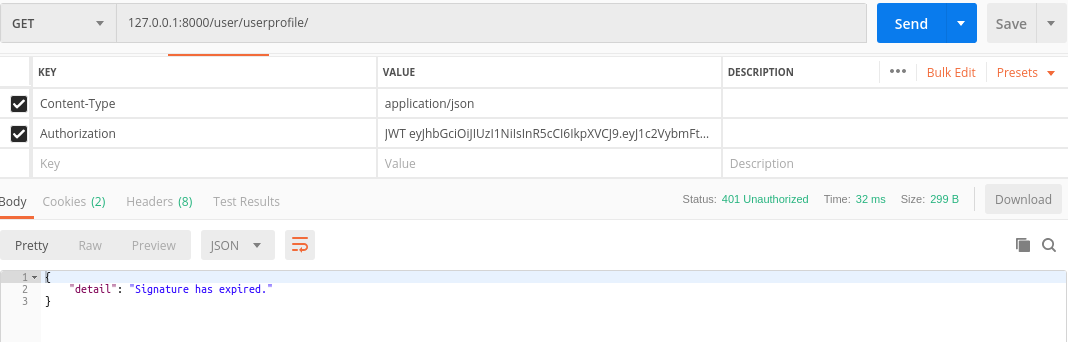 GET 127.0.0.1:8000/user/userprofile/ Send Save
KEY VALUE DESCRIPTION ••• Bulk Edit Presets
Content-Type application/json
Authorization JWT eyJhbGciOiJIUzI1NiIsInR5cCI6IkpXVCJ9.eyJ1c2VybmFt...
Key Value Description
Body Cookies (2) Headers (8) Test Results Status: 401 Unauthorized Time: 32 ms Size: 299 B Download
Pretty Raw Preview JSON
1 {
2 "detail": "Signature has expired."
3 }